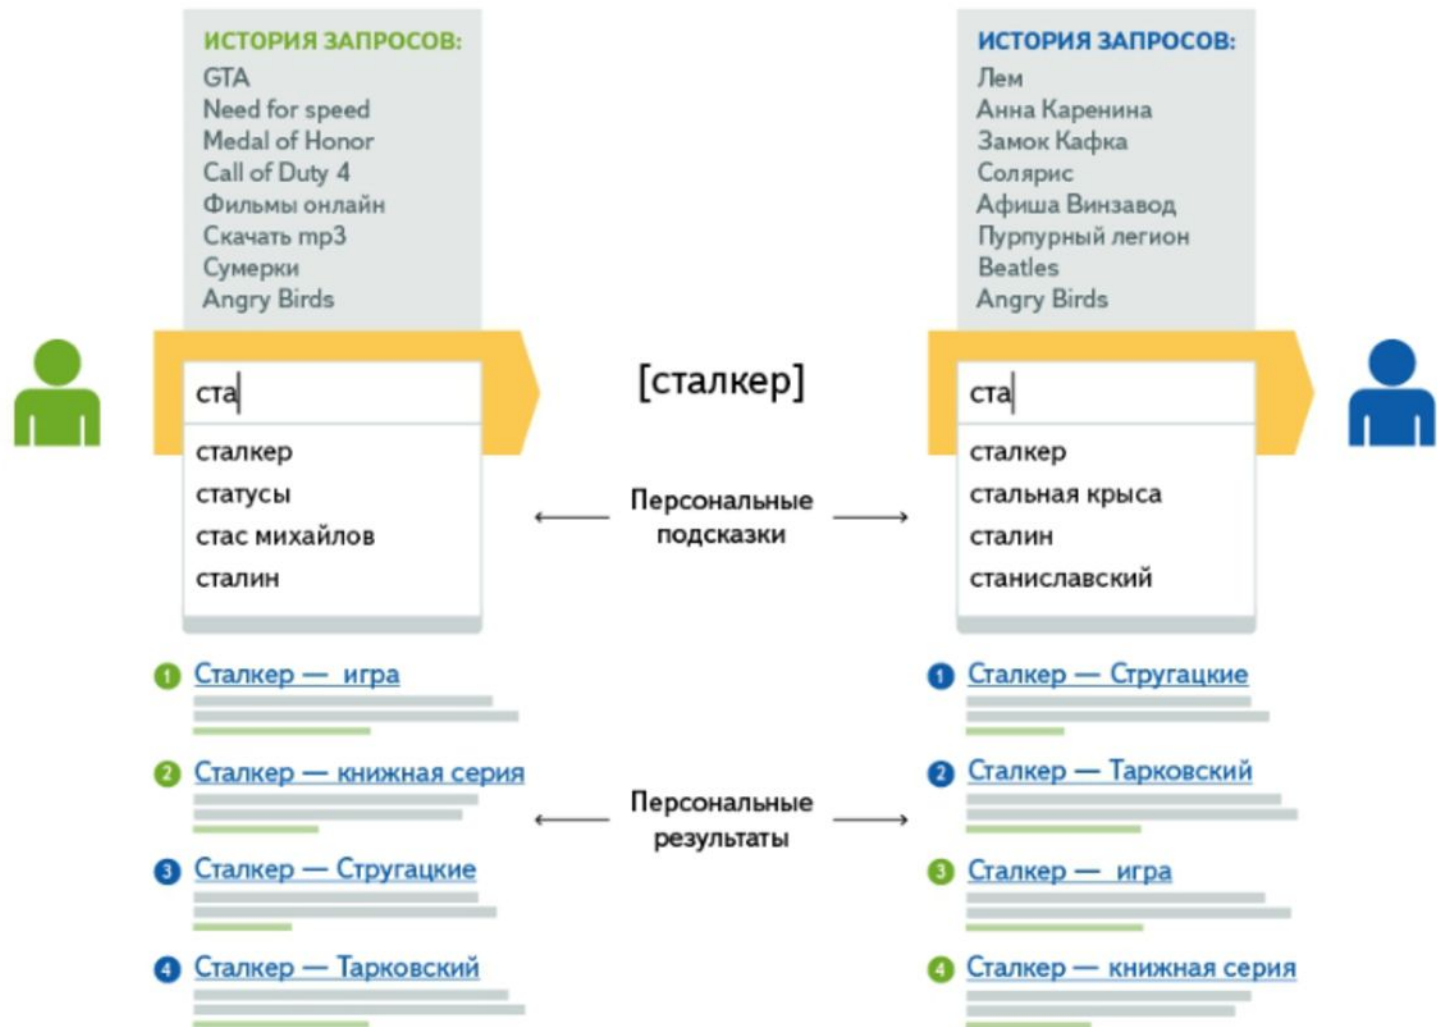 ИСТОРИЯ ЗАПРОСОВ:
GTA
Need for speed
Medal of Honor
Call of Duty 4
Фильмы онлайн
Скачать mp3
Сумерки
Angry Birds
ста
сталкер
статусы
стас михайлов
сталин
1 Сталкер — игра
2 Сталкер — книжная серия
3 Сталкер — Стругацкие
4 Сталкер — Тарковский
[сталкер]
Персональные
подсказки
Персональные
результаты
ИСТОРИЯ ЗАПРОСОВ:
Лем
Анна Каренина
Замок Кафка
Солярис
Афиша Винзавод
Пурпурный легион
Beatles
Angry Birds
ста
сталкер
стальная крыса
сталин
станиславский
1 Сталкер — Стругацкие
2 Сталкер — Тарковский
3 Сталкер — игра
4 Сталкер — книжная серия